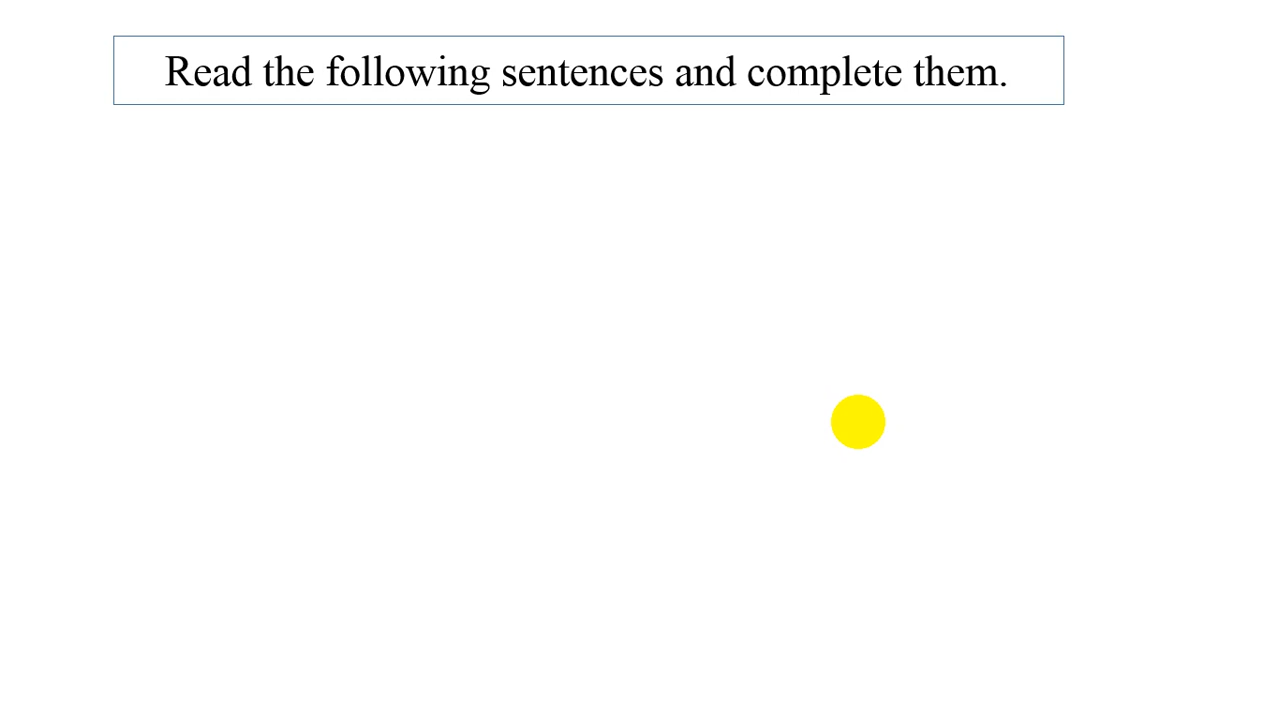 Read the following sentences and complete them.